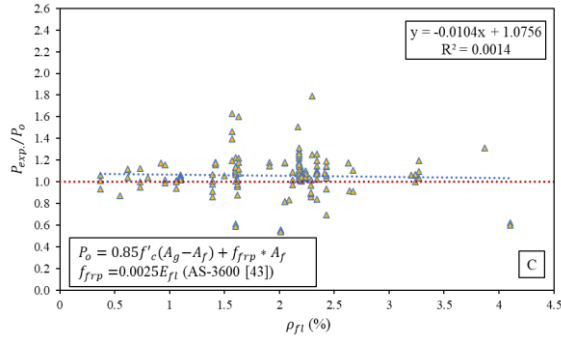 2.6
2.4
2.2
2.0
1.8
1.6
1.4
1.2
1.0
0.8
0.6
0.4
0.2
0.0
P_exp./P_o
y = -0.0104x + 1.0756
R² = 0.0014
P_o = 0.85f'_c(A_g−A_f) + f_frp * A_f
f_frp =0.0025E_fl (AS-3600 [43])
C
0 0.5 1 1.5 2 2.5 3 3.5 4 4.5
ρ_fl (%)